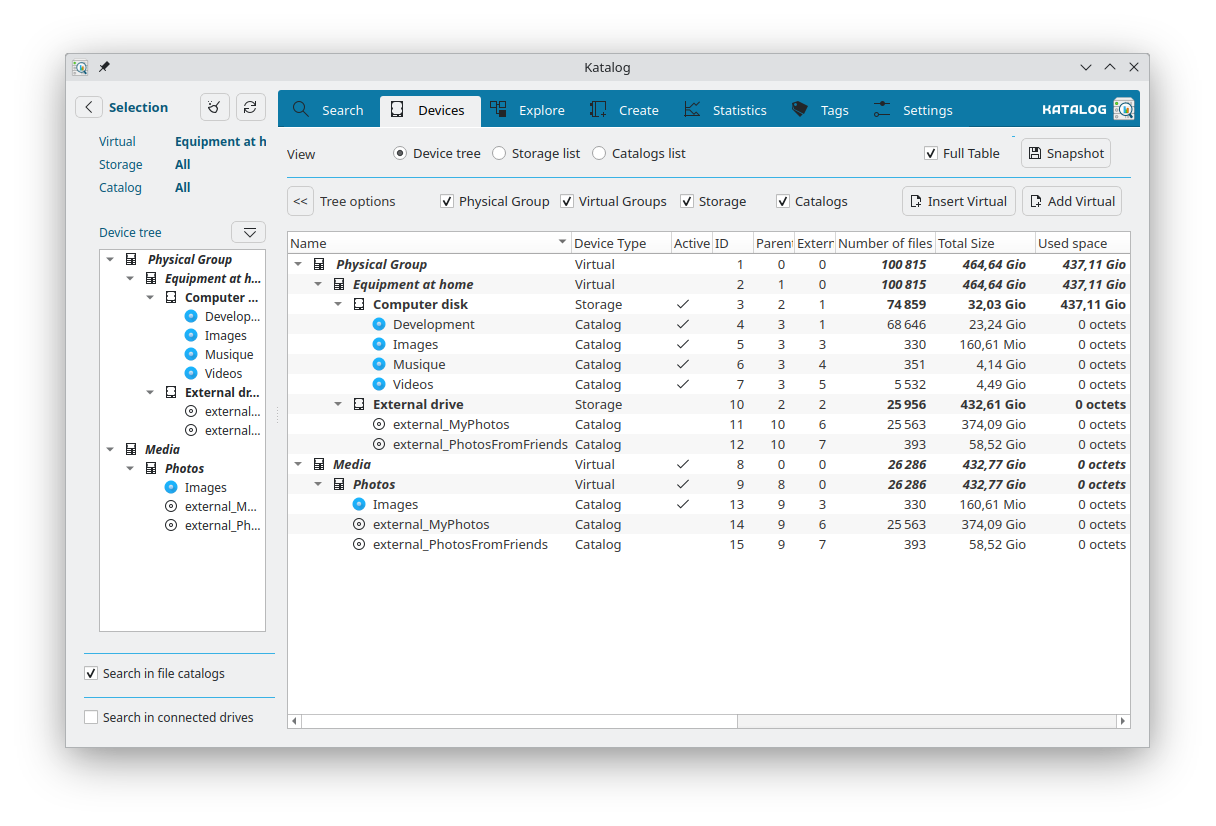 Katalog
Selection
Virtual Equipment at h
Storage All
Catalog All
Device tree
Physical Group
Equipment at h...
Computer ...
Develop...
Images
Musique
Videos
External dr...
external...
external...
Media
Photos
Images
external_M...
external_Ph...
Search in file catalogs
Search in connected drives
Search Devices Explore Create Statistics Tags Settings KATALOG
View Device tree Storage list Catalogs list Full Table Snapshot
<< Tree options Physical Group Virtual Groups Storage Catalogs Insert Virtual Add Virtual
Name Device Type Active ID Parent Extern Number of files Total Size Used space
Physical Group Virtual 1 0 0 100 815 464,64 Gio 437,11 Gio
Equipment at home Virtual 2 1 0 100 815 464,64 Gio 437,11 Gio
Computer disk Storage 3 2 1 74 859 32,03 Gio 437,11 Gio
Development Catalog 4 3 1 68 646 23,24 Gio 0 octets
Images Catalog 5 3 3 330 160,61 Mio 0 octets
Musique Catalog 6 3 4 351 4,14 Gio 0 octets
Videos Catalog 7 3 5 5 532 4,49 Gio 0 octets
External drive Storage 10 2 2 25 956 432,61 Gio 0 octets
external_MyPhotos Catalog 11 10 6 25 563 374,09 Gio 0 octets
external_PhotosFromFriends Catalog 12 10 7 393 58,52 Gio 0 octets
Media Virtual 8 0 0 26 286 432,77 Gio 0 octets
Photos Virtual 9 8 0 26 286 432,77 Gio 0 octets
Images Catalog 13 9 3 330 160,61 Mio 0 octets
external_MyPhotos Catalog 14 9 6 25 563 374,09 Gio 0 octets
external_PhotosFromFriends Catalog 15 9 7 393 58,52 Gio 0 octets